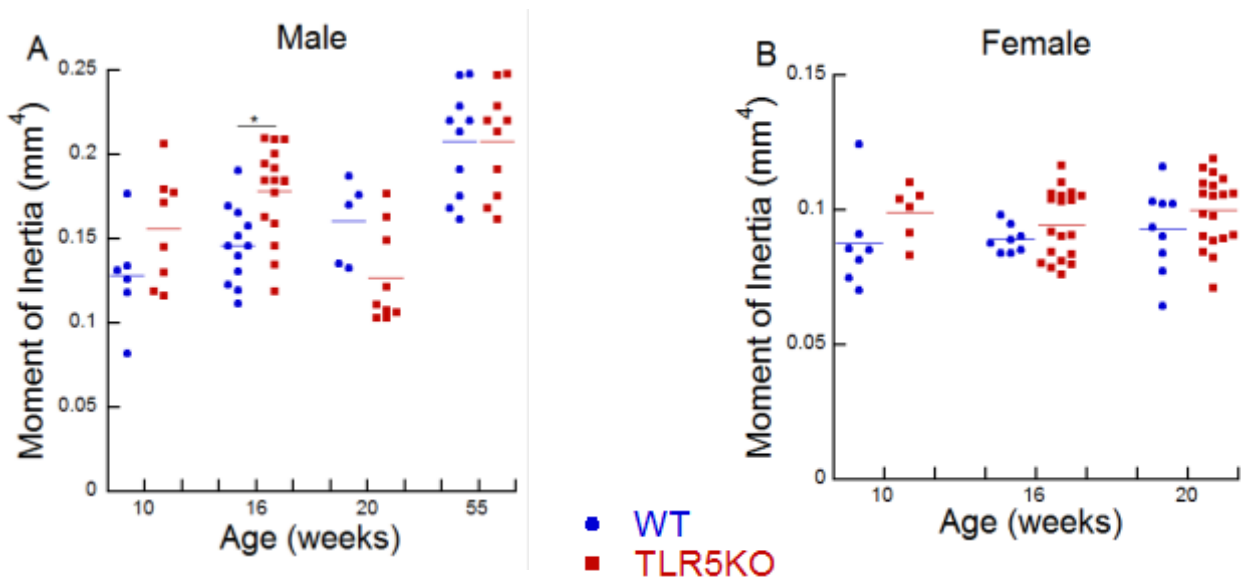 A
Male
Moment of Inertia (mm4)
0.25
0.2
0.15
0.1
0.05
0
*
10
16
20
55
Age (weeks)
WT
TLR5KO
B
Female
Moment of Inertia (mm4)
0.15
0.1
0.05
0
10
16
20
Age (weeks)